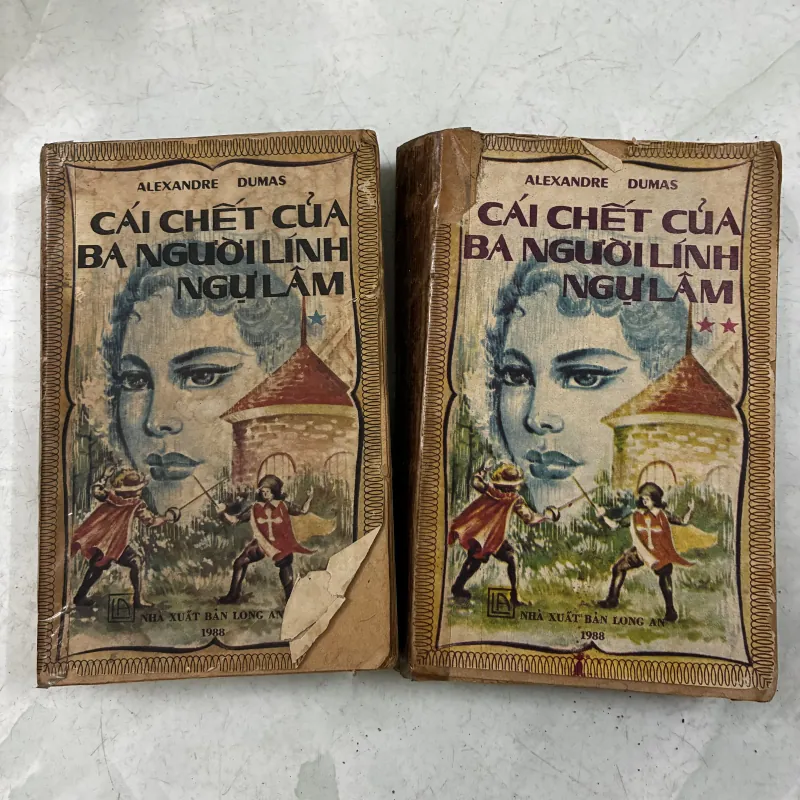 ALEXANDRE DUMAS
CÁI CHẾT CỦA
BA NGƯỜI LÍNH
NGỰ LÂM
NHÀ XUẤT BẢN LONG AN
1988
ALEXANDRE DUMAS
CÁI CHẾT CỦA
BA NGƯỜI LÍNH
NGỰ LÂM
NHÀ XUẤT BẢN LONG AN
1988